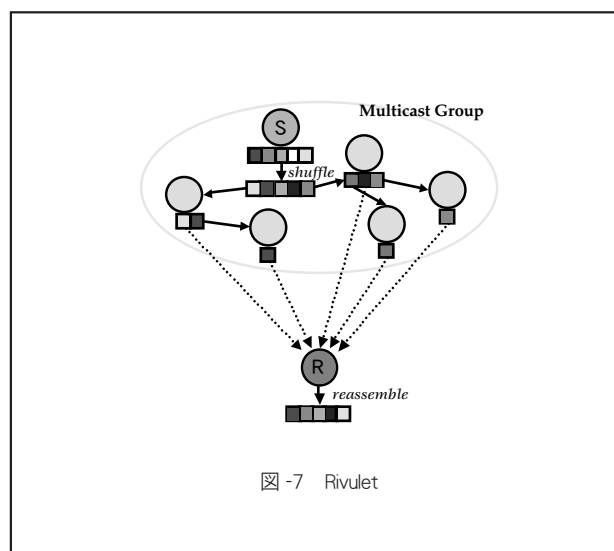 Multicast Group
S
shuffle
R
reassemble
図-7 Rivulet